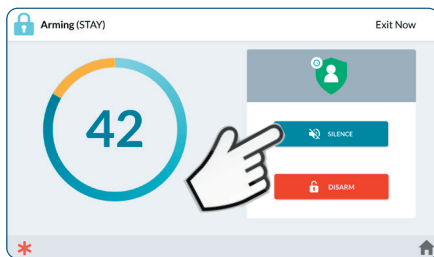 Arming (STAY)
Exit Now
42
SILENCE
DISARM